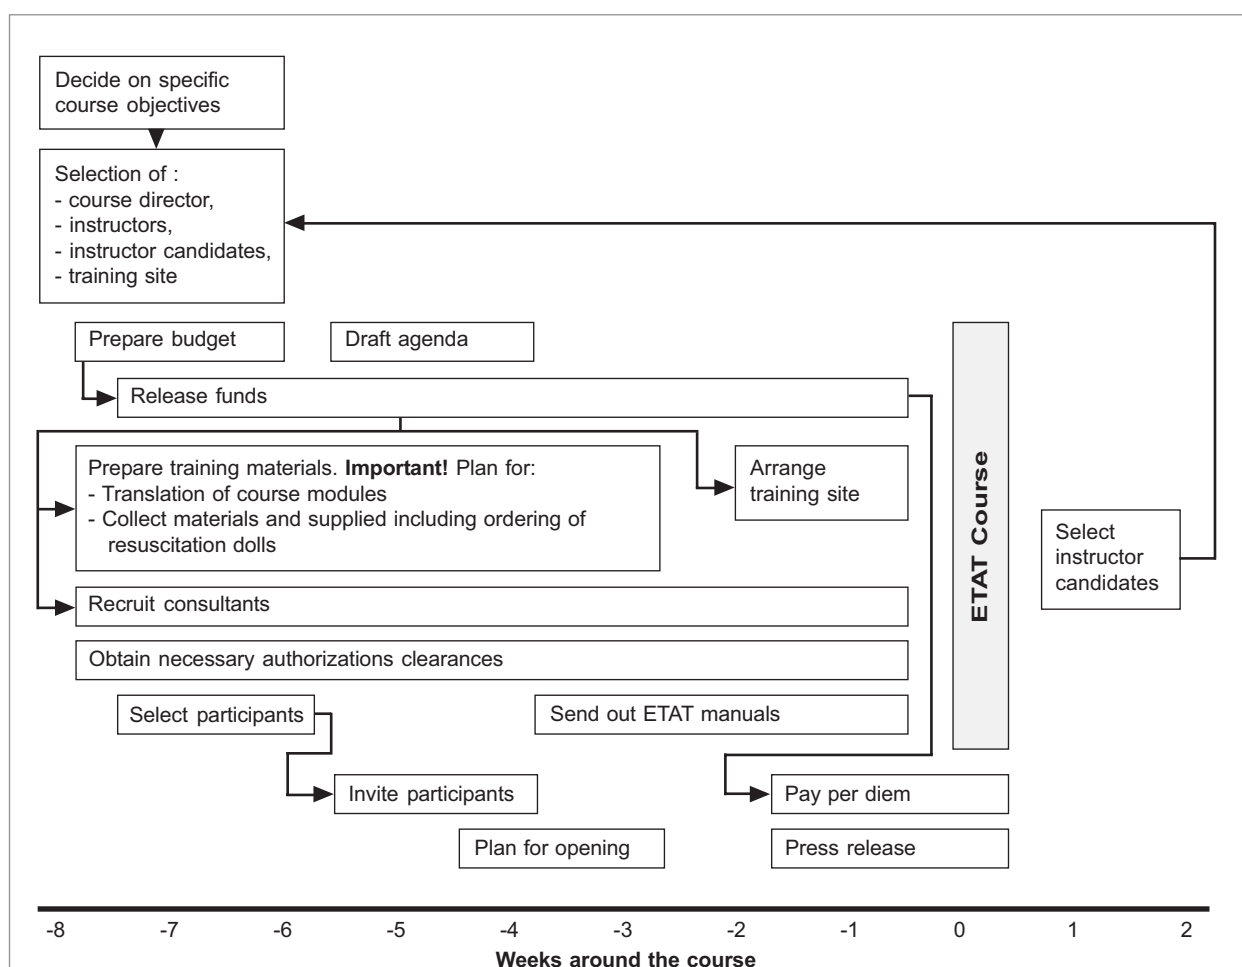 Decide on specific
course objectives
Selection of :
- course director,
- instructors,
- instructor candidates,
- training site
Prepare budget
Draft agenda
Release funds
Prepare training materials. Important! Plan for:
- Translation of course modules
- Collect materials and supplied including ordering of
resuscitation dolls
Arrange
training site
Recruit consultants
Obtain necessary authorizations clearances
Select participants
Send out ETAT manuals
Invite participants
Pay per diem
Plan for opening
Press release
ETAT Course
Select
instructor
candidates
-8 -7 -6 -5 -4 -3 -2 -1 0 1 2
Weeks around the course